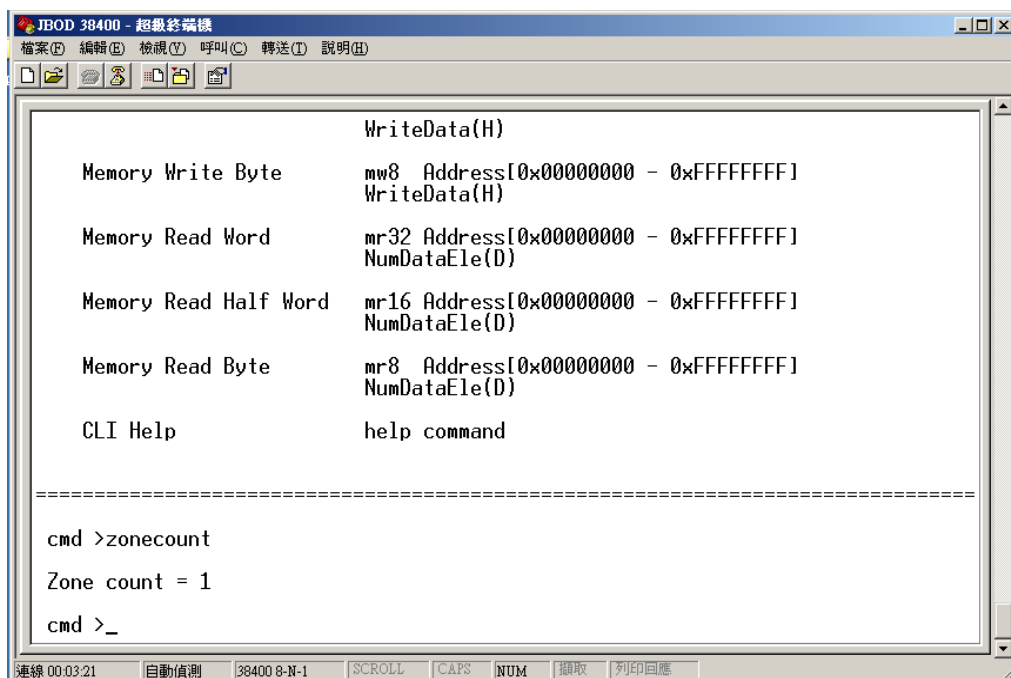 JBOD 38400 - 超級終端機
檔案(F) 編輯(E) 檢視(V) 呼叫(C) 轉送(T) 說明(H)
WriteData(H)
Memory Write Byte mw8 Address[0x00000000 - 0xFFFFFFFF]
WriteData(H)
Memory Read Word mr32 Address[0x00000000 - 0xFFFFFFFF]
NumDataEle(D)
Memory Read Half Word mr16 Address[0x00000000 - 0xFFFFFFFF]
NumDataEle(D)
Memory Read Byte mr8 Address[0x00000000 - 0xFFFFFFFF]
NumDataEle(D)
CLI Help help command
================================================================================
cmd >zonecount
Zone count = 1
cmd >_
連線 00:03:21 自動偵測 38400 8-N-1 SCROLL CAPS NUM 擷取 列印回應